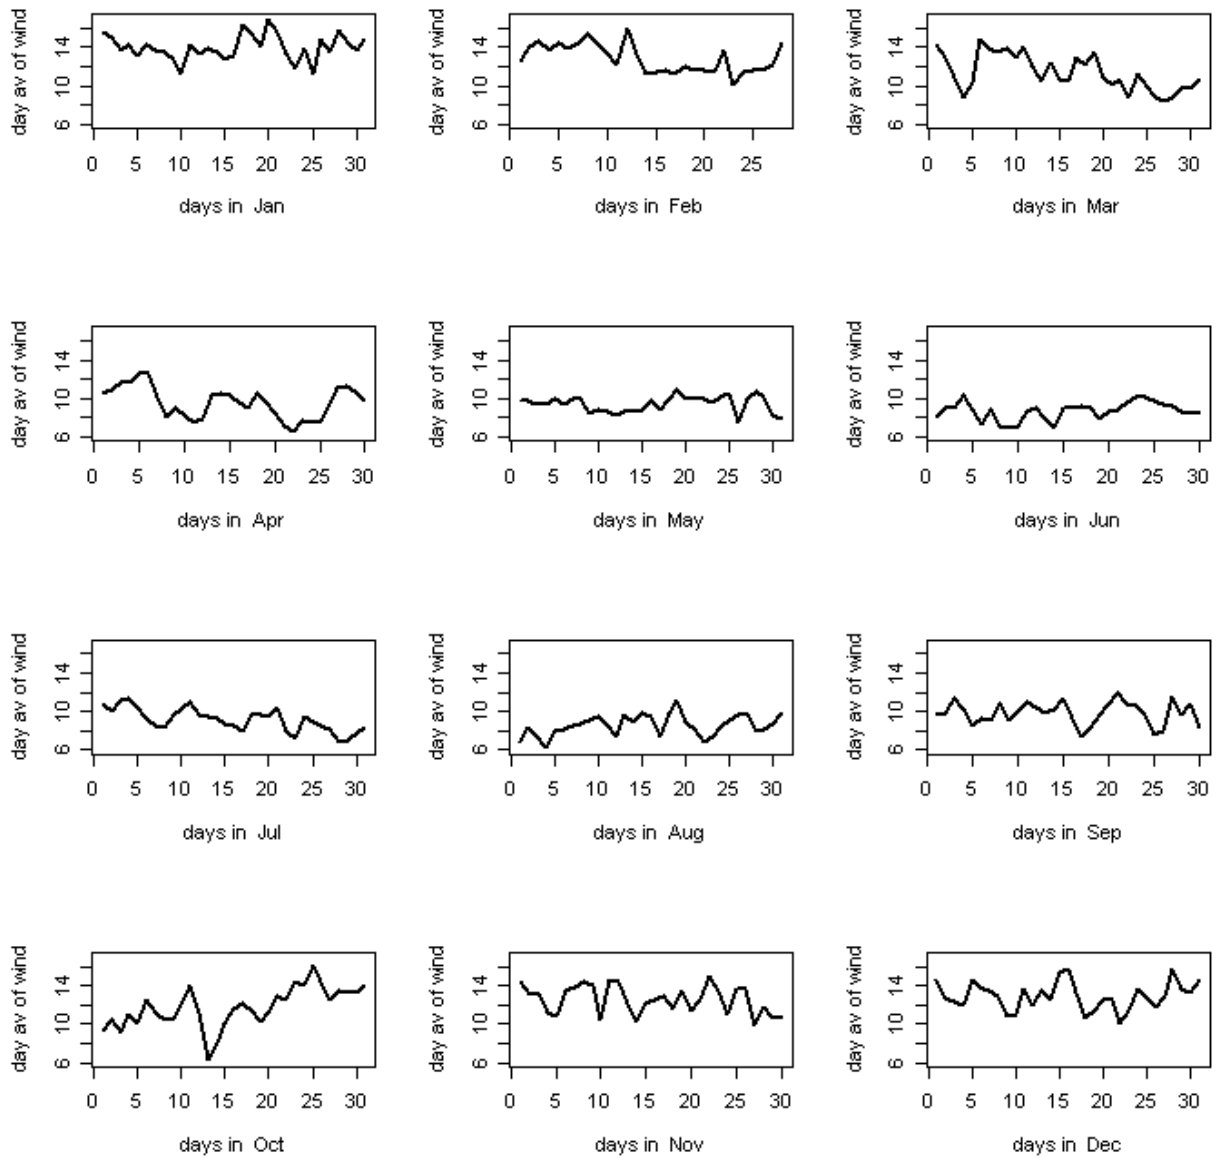 day av of wind
14
10
6
0 5 10 15 20 25 30
days in Jan
day av of wind
14
10
6
0 5 10 15 20 25
days in Feb
day av of wind
14
10
6
0 5 10 15 20 25 30
days in Mar
day av of wind
14
10
6
0 5 10 15 20 25 30
days in Apr
day av of wind
14
10
6
0 5 10 15 20 25 30
days in May
day av of wind
14
10
6
0 5 10 15 20 25 30
days in Jun
day av of wind
14
10
6
0 5 10 15 20 25 30
days in Jul
day av of wind
14
10
6
0 5 10 15 20 25 30
days in Aug
day av of wind
14
10
6
0 5 10 15 20 25 30
days in Sep
day av of wind
14
10
6
0 5 10 15 20 25 30
days in Oct
day av of wind
14
10
6
0 5 10 15 20 25 30
days in Nov
day av of wind
14
10
6
0 5 10 15 20 25 30
days in Dec